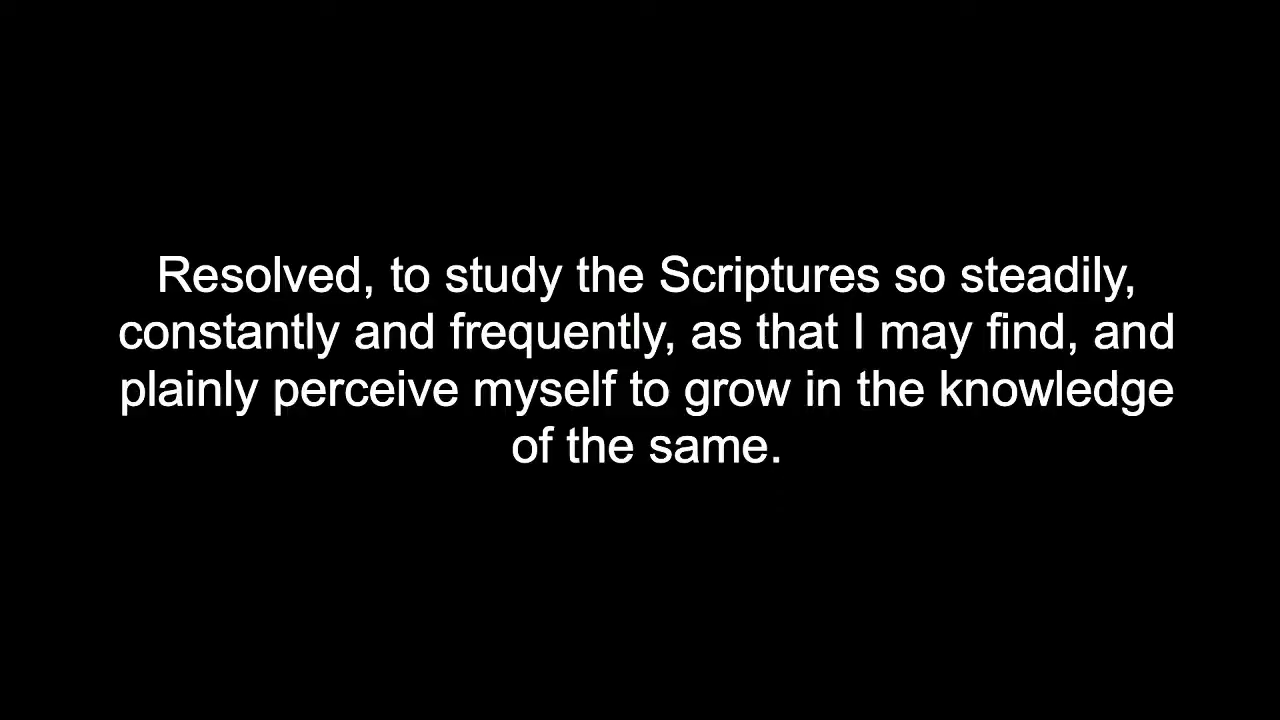 Resolved, to study the Scriptures so steadily,
constantly and frequently, as that I may find, and
plainly perceive myself to grow in the knowledge
of the same.